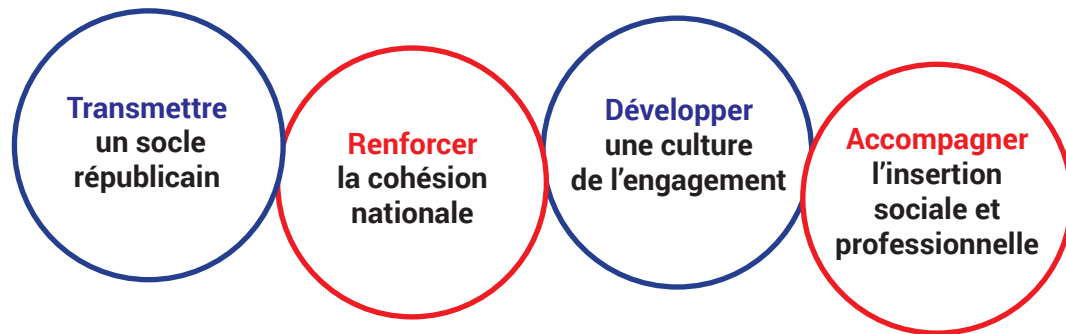 Transmettre
un socle
républicain
Renforcer
la cohésion
nationale
Développer
une culture
de l'engagement
Accompagner
l'insertion
sociale et
professionnelle